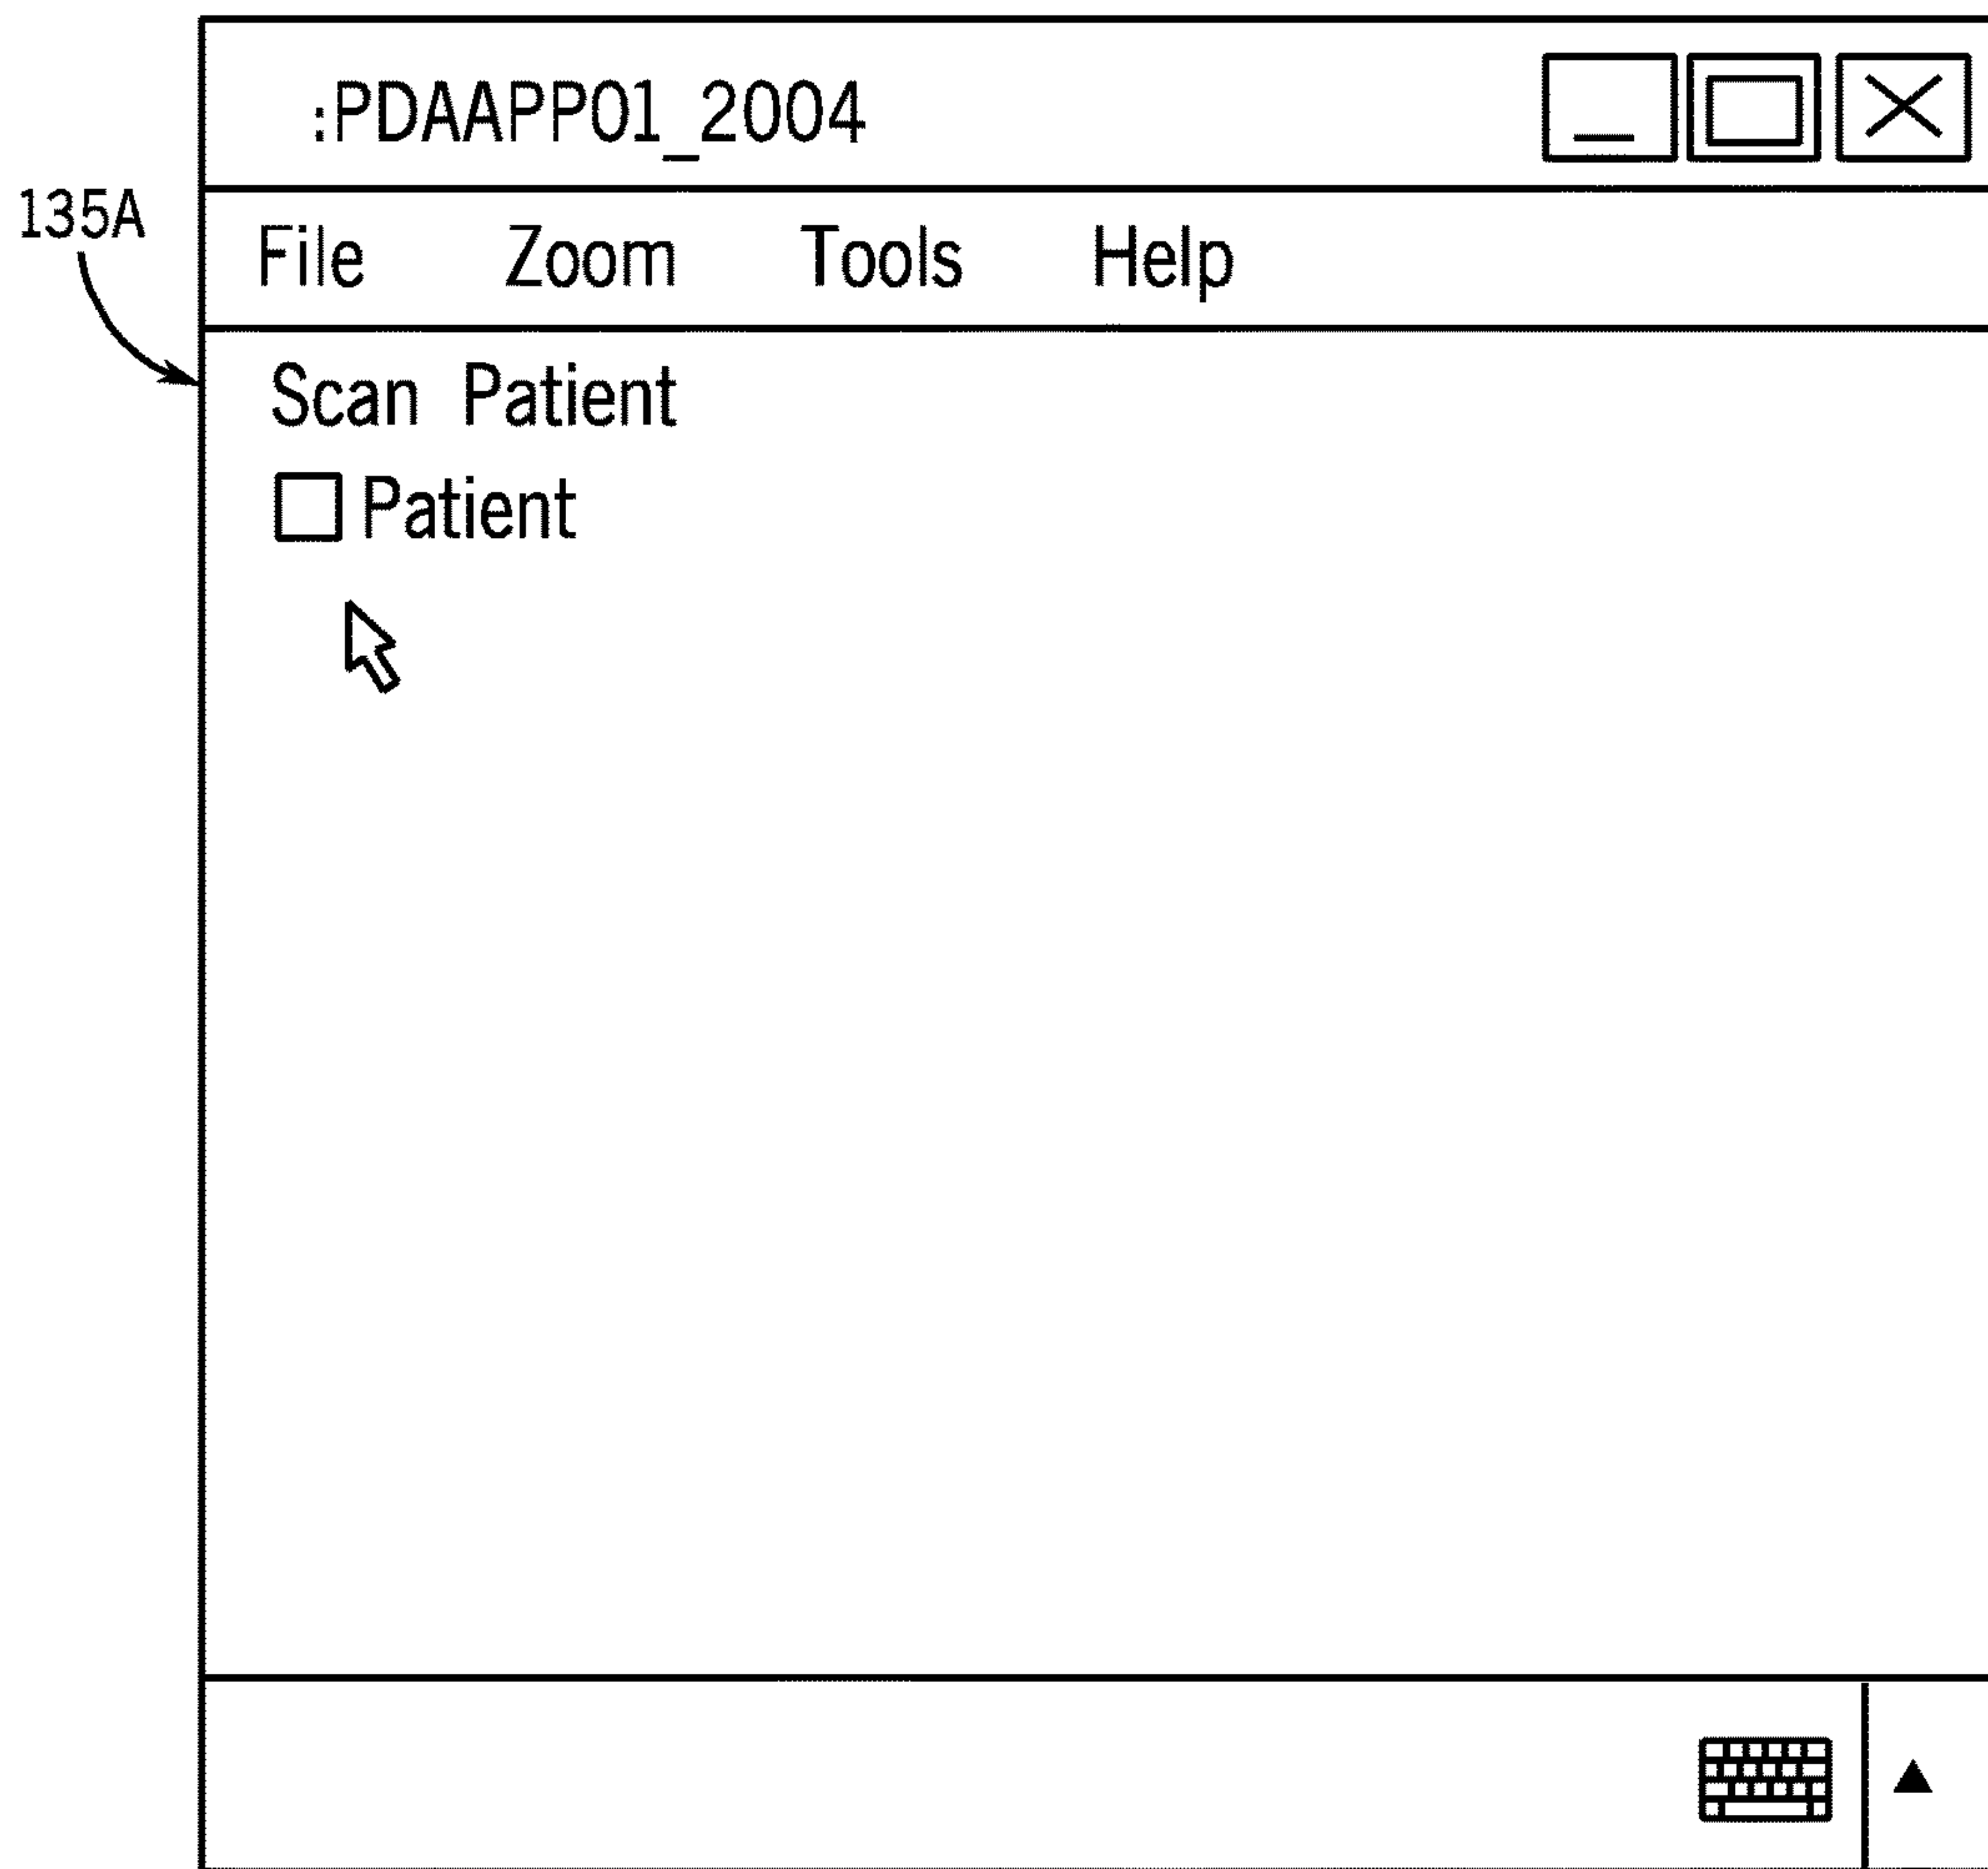 :PDAAPP01_2004
135A
File Zoom Tools Help
Scan Patient
Patient